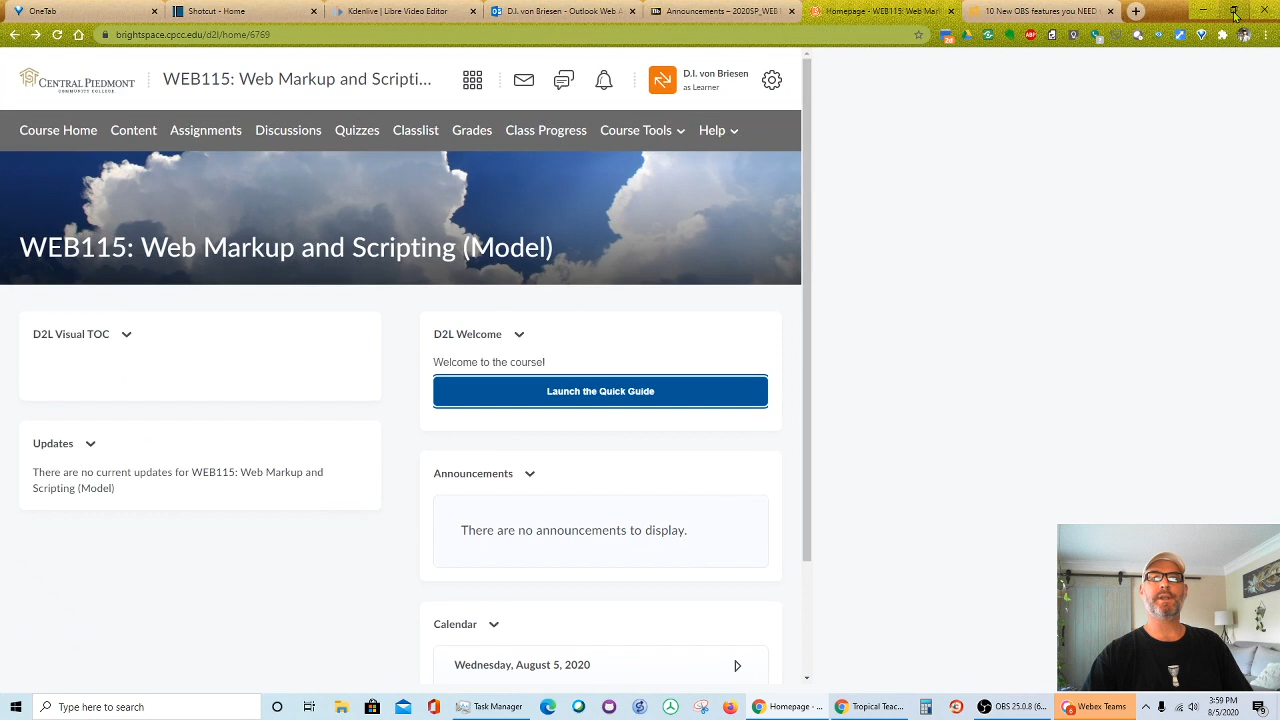 OneTab
Shotcut - Home
Kdenlive | Libre Video Editor
D.I. von Briesen - Outlook Web A
Announcements – 2020SP_WEB
Homepage - WEB115: Web Mar
10 New OBS features you NEED
brightspace.cpcc.edu/d2l/home/6769
CENTRAL PIEDMONT
COMMUNITY COLLEGE
WEB115: Web Markup and Scripti...
D.I. von Briesen
as Learner
Course Home Content Assignments Discussions Quizzes Classlist Grades Class Progress Course Tools Help
WEB115: Web Markup and Scripting (Model)
D2L Visual TOC
Updates
There are no current updates for WEB115: Web Markup and
Scripting (Model)
D2L Welcome
Welcome to the course!
Launch the Quick Guide
Announcements
There are no announcements to display.
Calendar
Wednesday, August 5, 2020
Type here to search
Task Manager
Homepage - ...
Tropical Teac...
OBS 25.0.8 (6...
Webex Teams
3:59 PM
8/5/2020